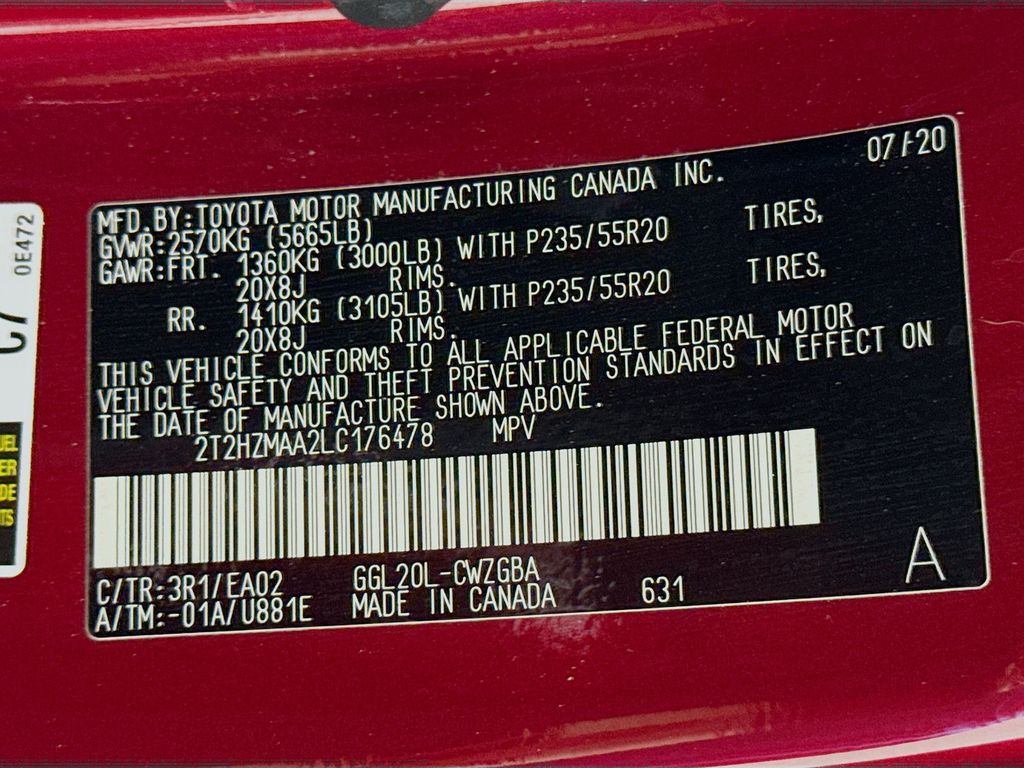 07/20
MFD.BY:TOYOTA MOTOR MANUFACTURING CANADA INC.
GVWR:2570KG (5665LB)
GAWR:FRT. 1360KG (3000LB) WITH P235/55R20 TIRES,
20X8J RIMS.
RR. 1410KG (3105LB) WITH P235/55R20 TIRES,
20X8J RIMS.
THIS VEHICLE CONFORMS TO ALL APPLICABLE FEDERAL MOTOR
VEHICLE SAFETY AND THEFT PREVENTION STANDARDS IN EFFECT ON
THE DATE OF MANUFACTURE SHOWN ABOVE.
2T2HZMAA2LC176478 MPV
C/TR:3R1/EA02 GGL20L-CWZGBA
A/TM:-01A/U881E MADE IN CANADA 631
A
0E472